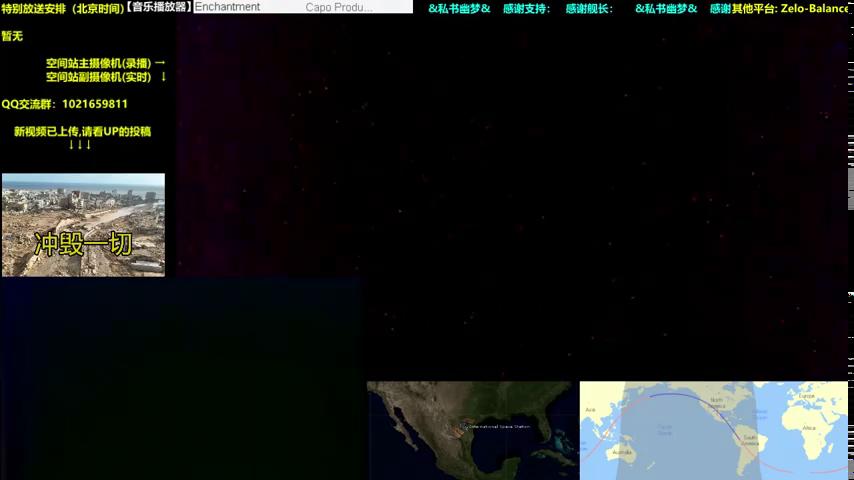 特别放送安排（北京时间）【音乐播放器】Enchantment Capo Produ... &私书幽梦& 感谢支持： 感谢舰长： &私书幽梦& 感谢其他平台: Zelo-Balance
暂无
空间站主摄像机(录播) →
空间站副摄像机(实时) ↓
QQ交流群：1021659811
新视频已上传,请看UP的投稿
↓↓↓
冲毁一切
International Space Station
Asia
North America
Europe
Africa
South America
Australia